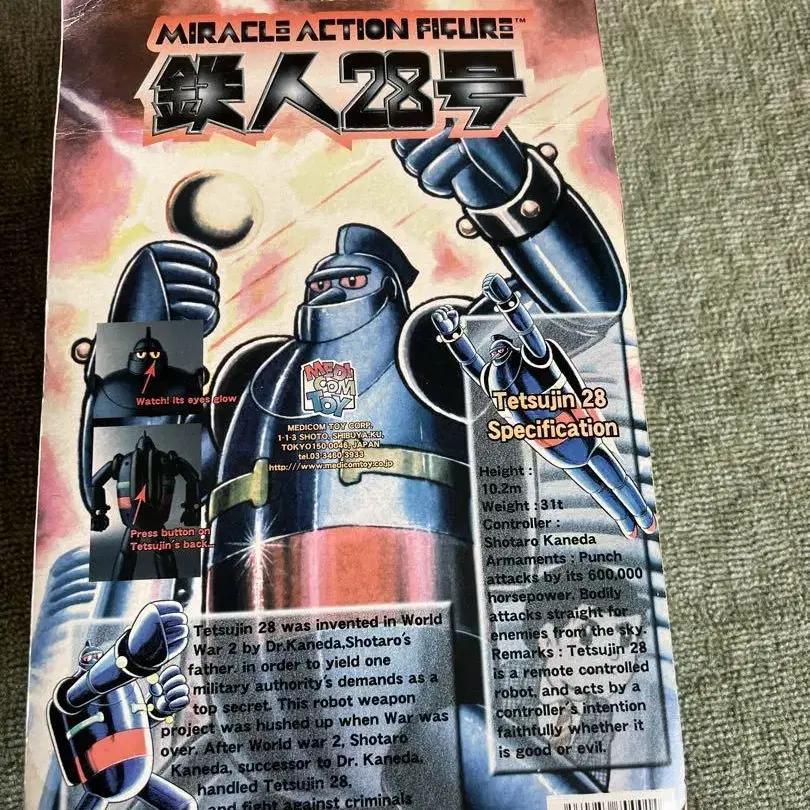 MIRACLE ACTION FIGURE™
鉄人28号
Watch! its eyes glow
Press button on
Tetsujin's back...
MEDI
COM
TOY
MEDICOM TOY CORP.
1-1-3 SHOTO, SHIBUYA-KU,
TOKYO150-0046, JAPAN
tel.03-3460-3933
http://www.medicomtoy.co.jp
Tetsujin 28
Specification
Height :
10.2m
Weight : 31t
Controller :
Shotaro Kaneda
Armaments : Punch
attacks by its 600,000
horsepower. Bodily
attacks straight for
enemies from the sky.
Remarks : Tetsujin 28
is a remote controlled
robot, and acts by a
controller's intention
faithfully whether it
is good or evil.
Tetsujin 28 was invented in World
War 2 by Dr.Kaneda,Shotaro's
father. in order to yield one
military authority's demands as a
top secret. This robot weapon
project was hushed up when War was
over. After World war 2, Shotaro
Kaneda, successor to Dr. Kaneda,
handled Tetsujin 28.
and fight against criminals